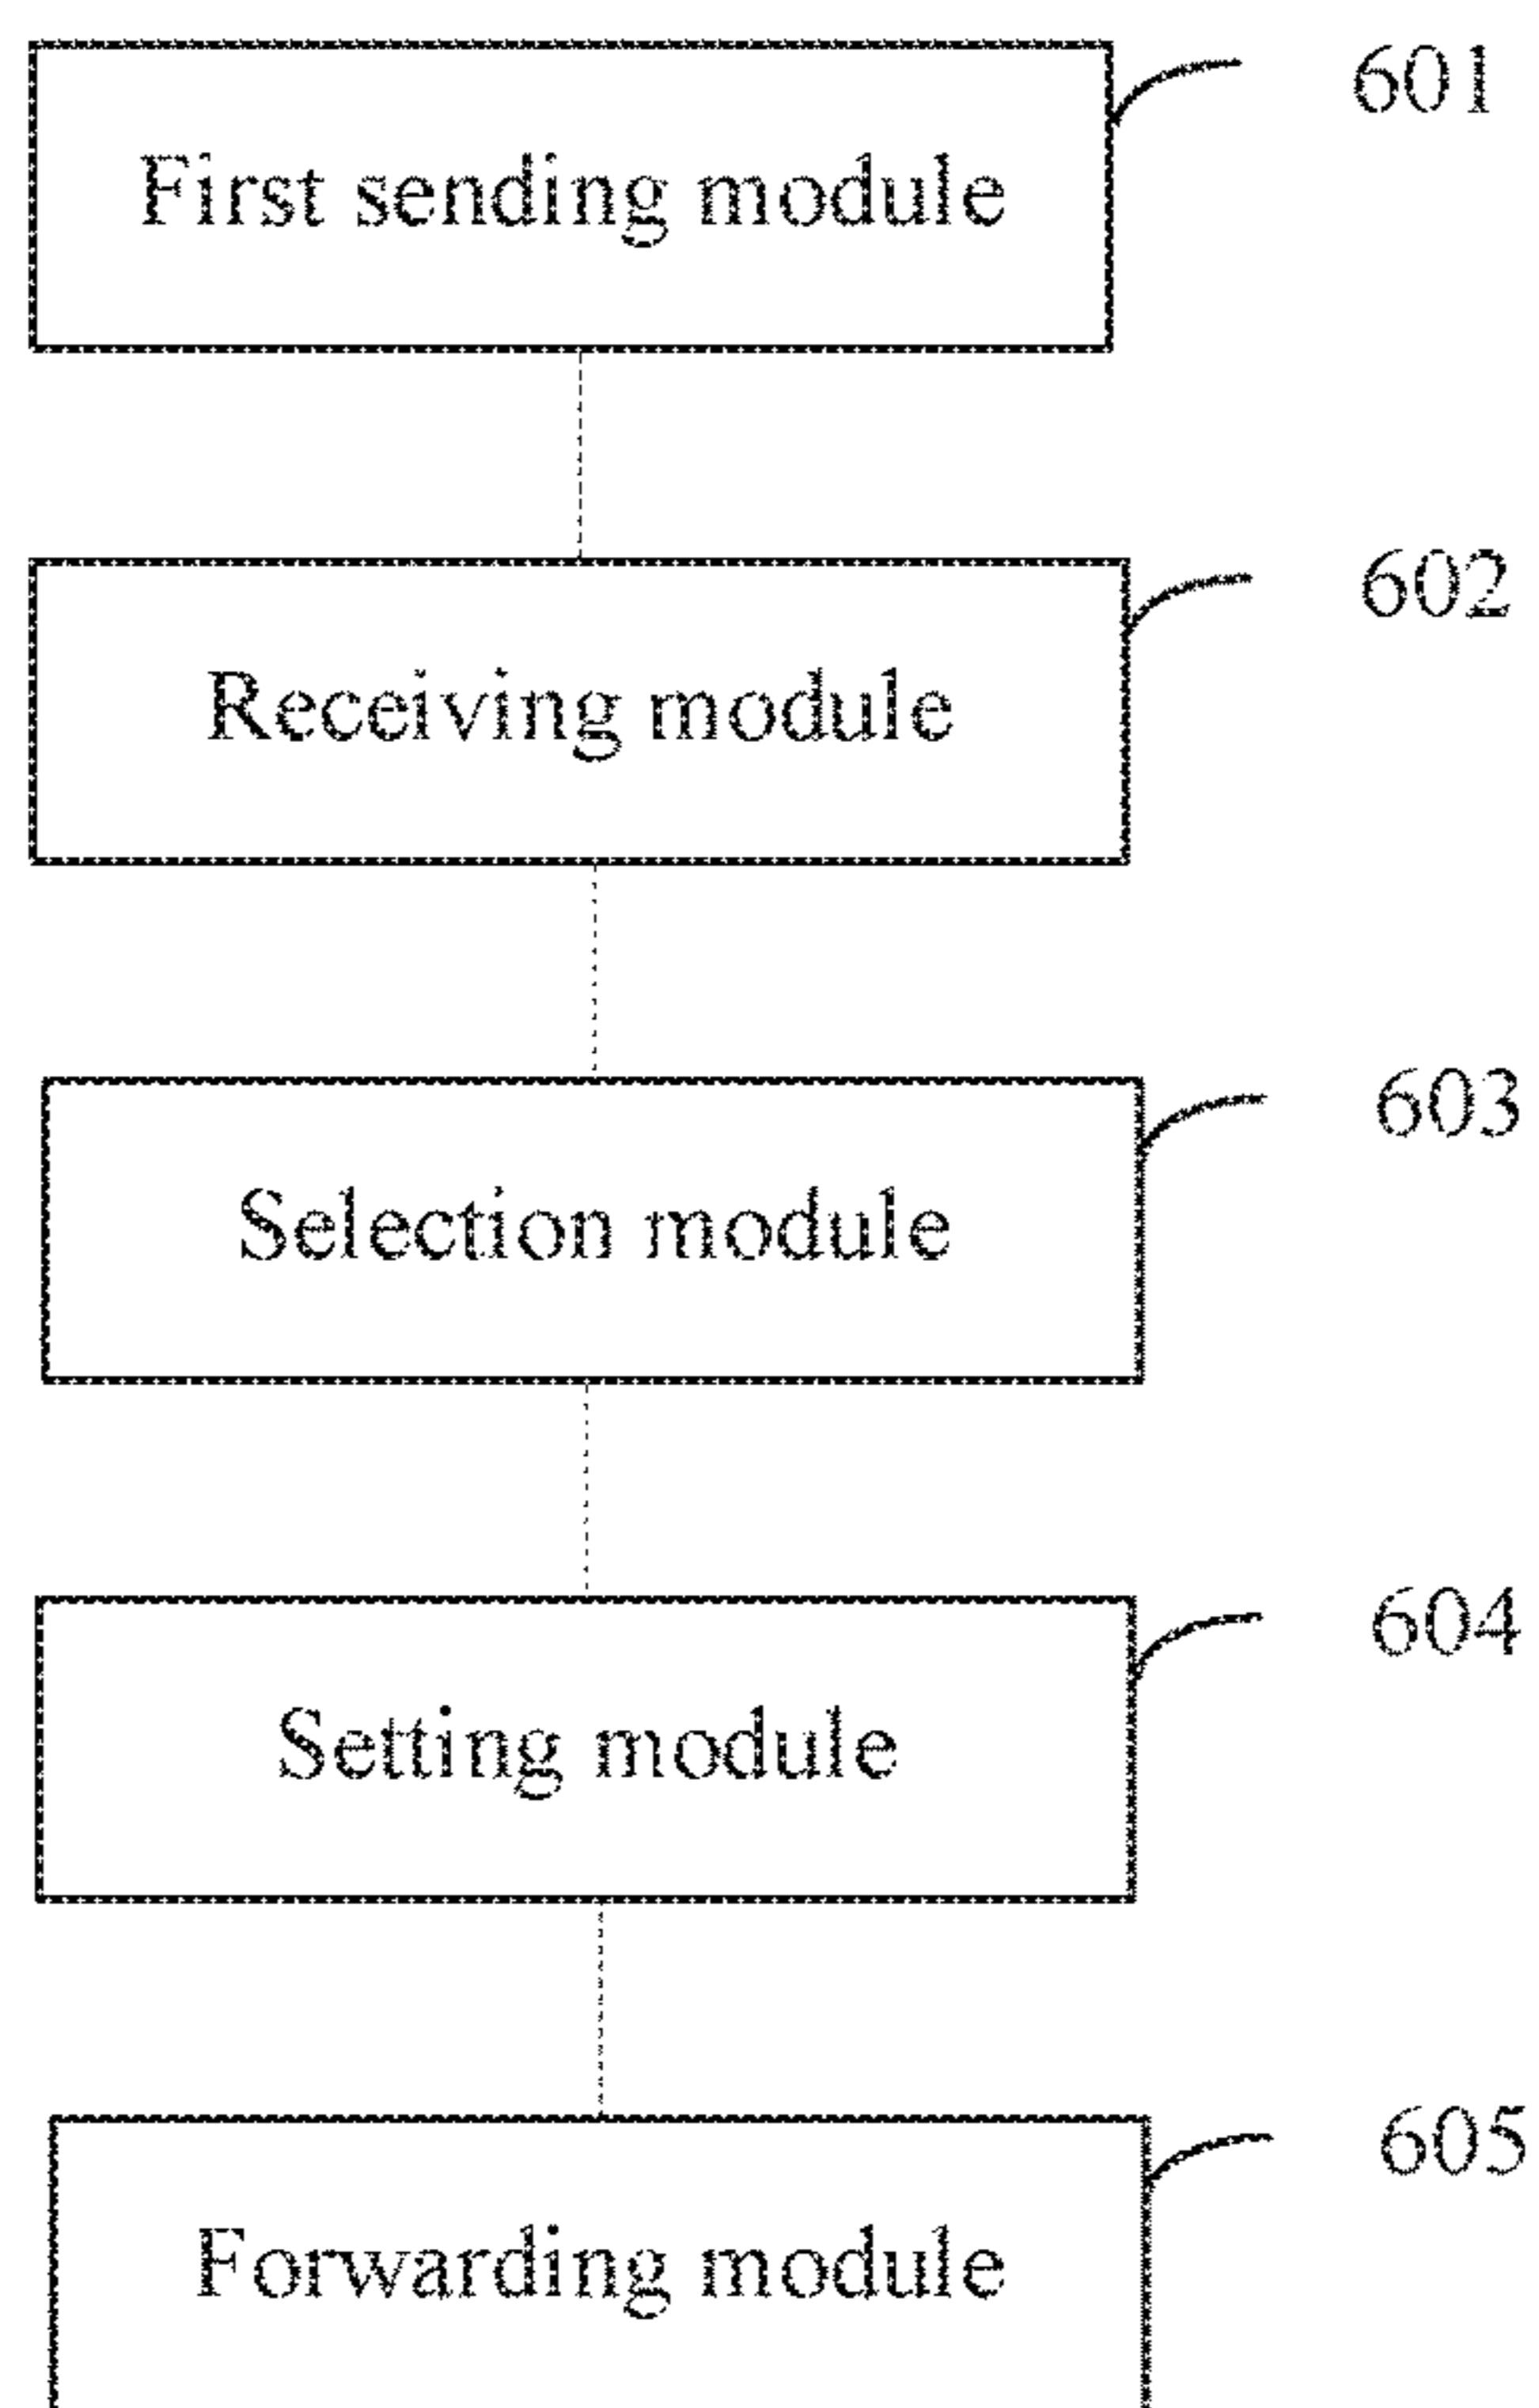 601
First sending module
602
Receiving module
603
Selection module
604
Setting module
605
Forwarding module